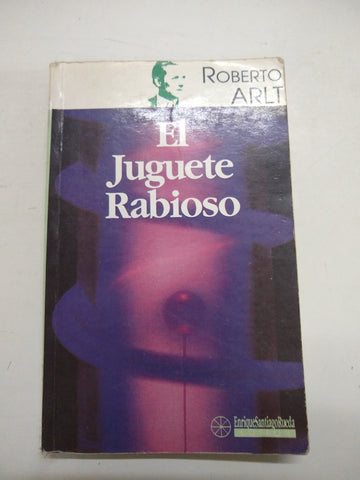 ROBERTO
ARLT
El
Juguete
Rabioso
EnriqueSantiagoRueda